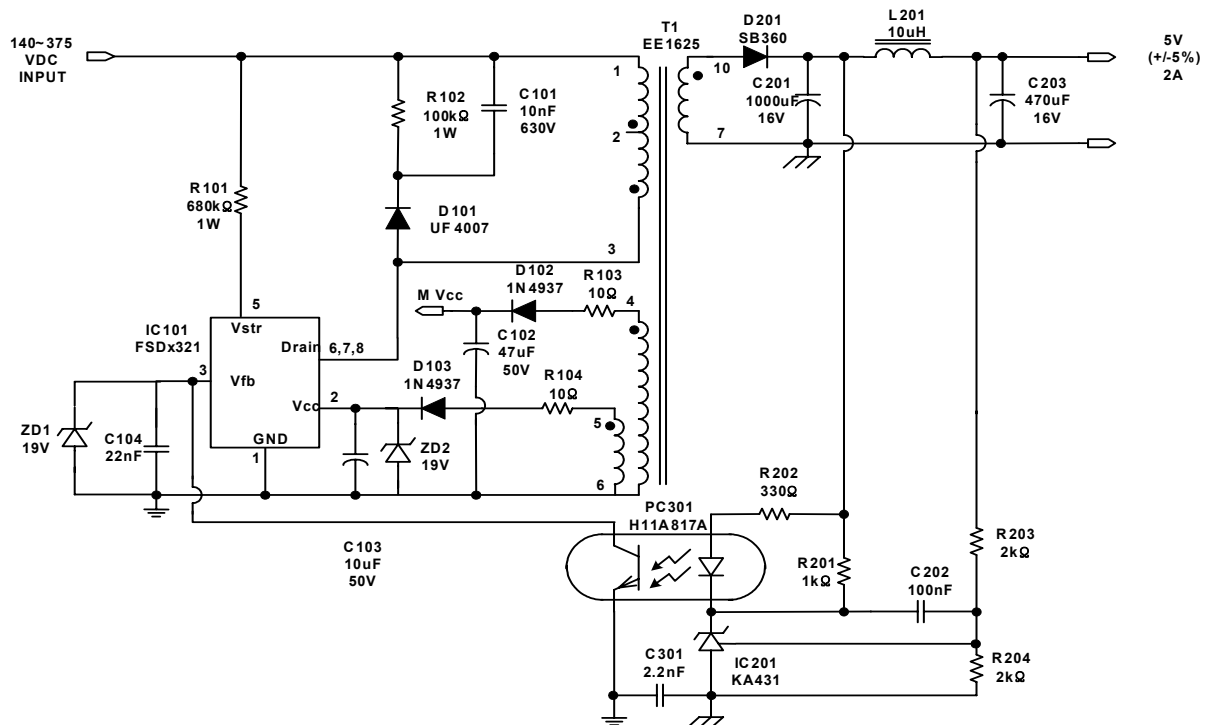 140~375
VDC
INPUT
R102
100kΩ
1W
C101
10nF
630V
T1
EE1625
1
2
3
10
7
D201
SB360
C201
1000uF
16V
L201
10uH
C203
470uF
16V
5V
(+/-5%)
2A
R101
680kΩ
1W
D101
UF4007
M Vcc
D102
1N4937
R103
10Ω
4
C102
47uF
50V
IC101
FSDx321
5
Vstr
Drain
6,7,8
3
Vfb
Vcc
2
GND
1
D103
1N4937
R104
10Ω
5
6
ZD1
19V
C104
22nF
ZD2
19V
C103
10uF
50V
PC301
H11A817A
R202
330Ω
R201
1kΩ
C202
100nF
R203
2kΩ
R204
2kΩ
C301
2.2nF
IC201
KA431